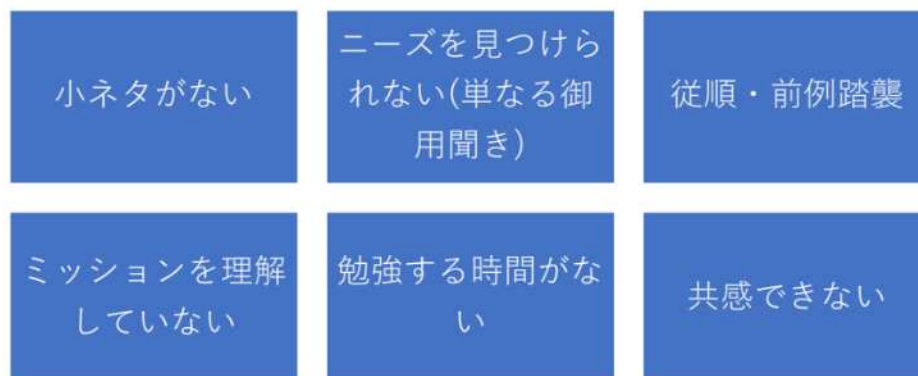 小ネタがない
ニーズを見つけら
れない(単なる御
用聞き)
従順・前例踏襲
ミッションを理解
していない
勉強する時間がな
い
共感できない